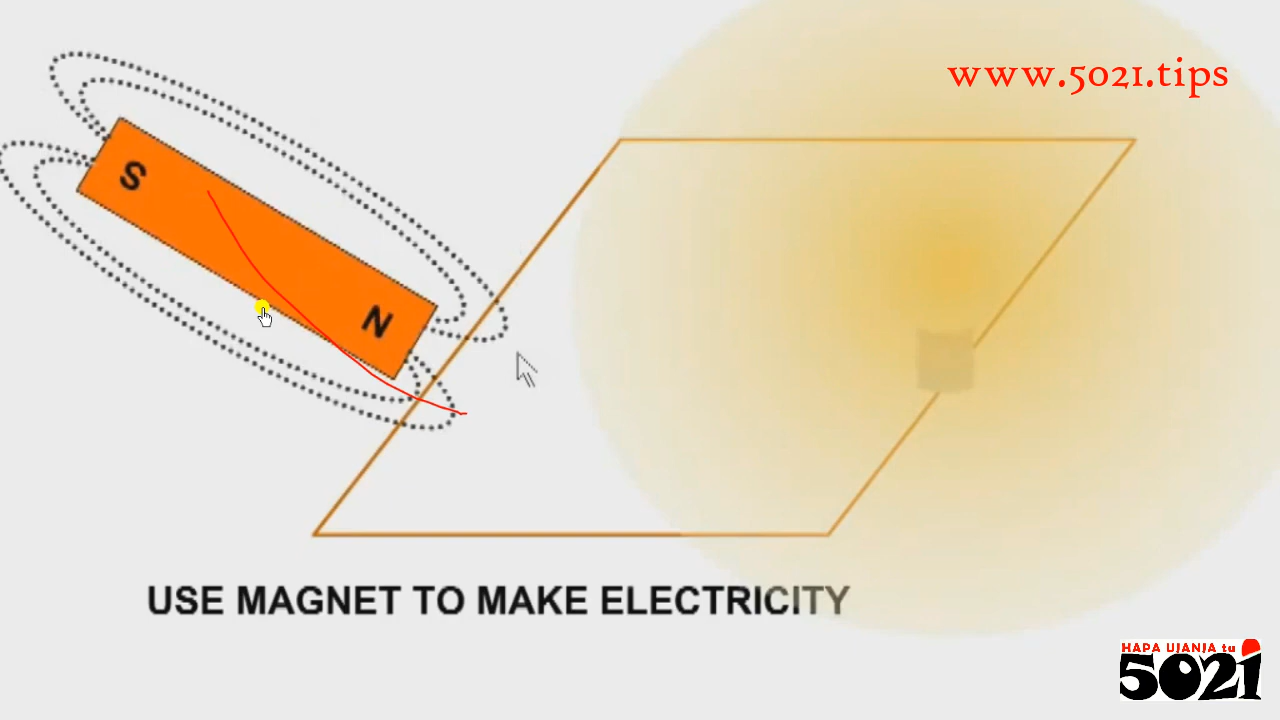 www.5021.tips
S
N
USE MAGNET TO MAKE ELECTRICITY
HAPA UJANJA tu
5021